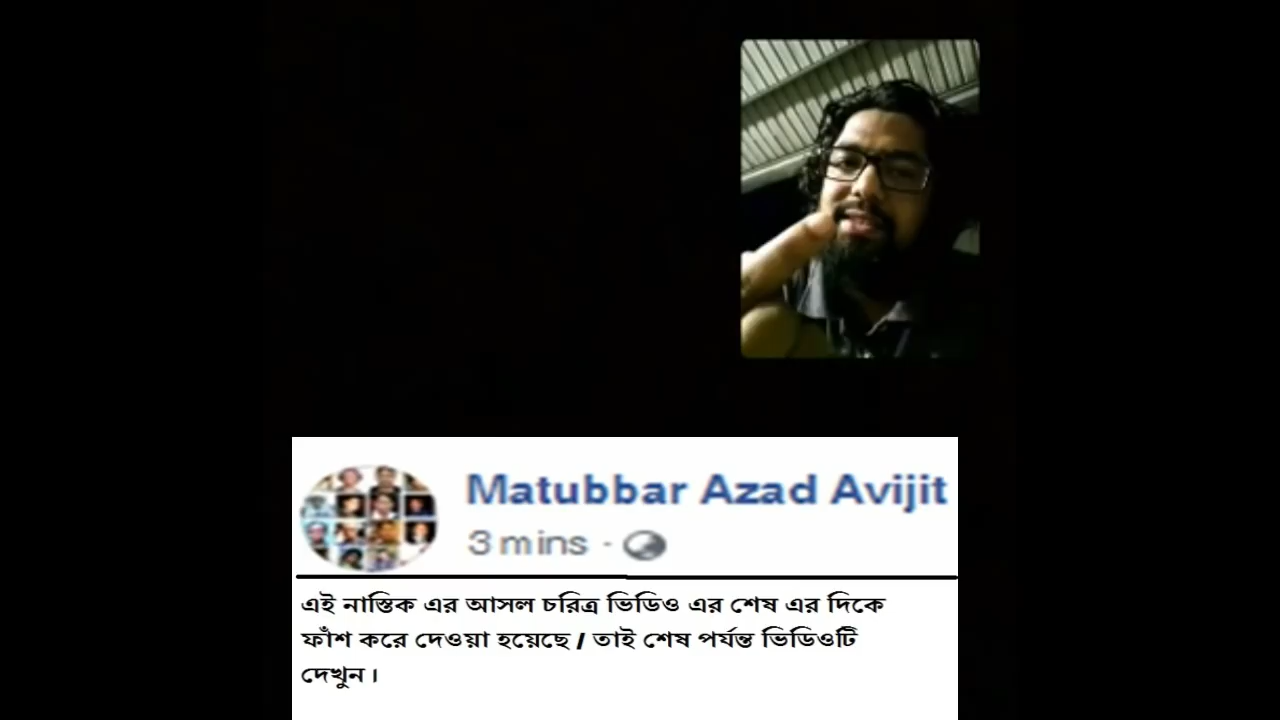 Matubbar Azad Avijit
3 mins ·
এই নাস্তিক এর আসল চরিত্র ভিডিও এর শেষ এর দিকে
ফাঁশ করে দেওয়া হয়েছে / তাই শেষ পর্যন্ত ভিডিওটি
দেখুন।